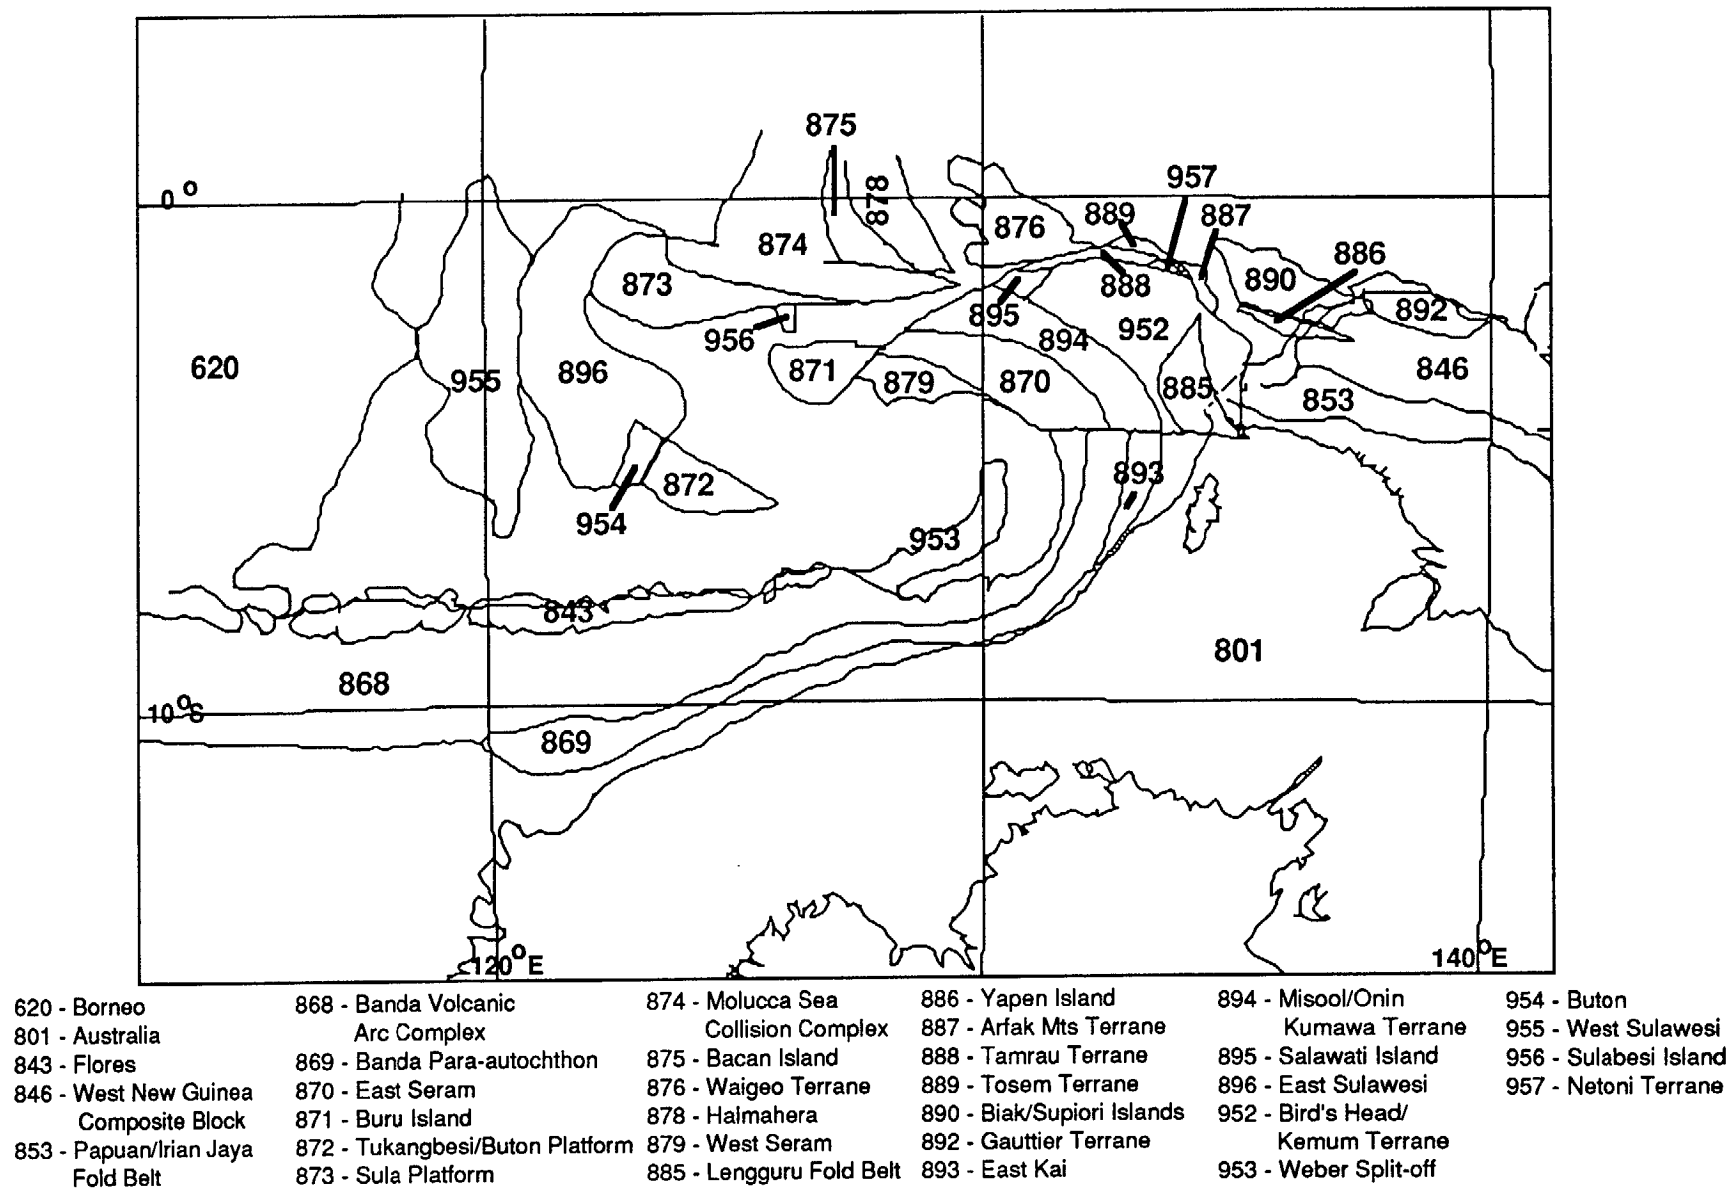 875
957
0°
878
889
887
876
874
886
873
890
888
892
895
952
956
894
620
871
846
955
896
879
870
885
853
893
872
954
953
843
801
868
10°S
869
120°E
140°E
620 - Borneo
801 - Australia
843 - Flores
846 - West New Guinea
Composite Block
853 - Papuan/Irian Jaya
Fold Belt
868 - Banda Volcanic
Arc Complex
869 - Banda Para-autochthon
870 - East Seram
871 - Buru Island
872 - Tukangbesi/Buton Platform
873 - Sula Platform
874 - Molucca Sea
Collision Complex
875 - Bacan Island
876 - Waigeo Terrane
878 - Halmahera
879 - West Seram
885 - Lengguru Fold Belt
886 - Yapen Island
887 - Arfak Mts Terrane
888 - Tamrau Terrane
889 - Tosem Terrane
890 - Biak/Supiori Islands
892 - Gauttier Terrane
893 - East Kai
894 - Misool/Onin
Kumawa Terrane
895 - Salawati Island
896 - East Sulawesi
952 - Bird's Head/
Kemum Terrane
953 - Weber Split-off
954 - Buton
955 - West Sulawesi
956 - Sulabesi Island
957 - Netoni Terrane